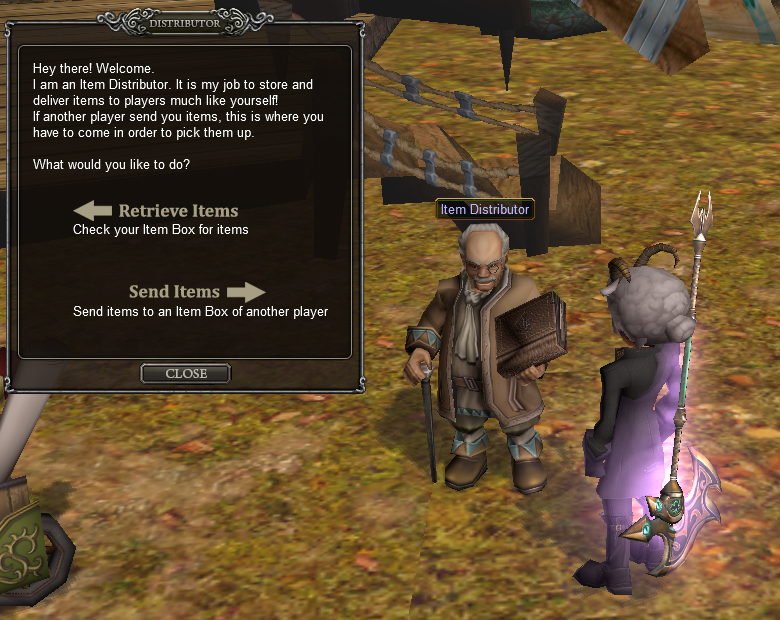 DISTRIBUTOR
Hey there! Welcome.
I am an Item Distributor. It is my job to store and
deliver items to players much like yourself!
If another player send you items, this is where you
have to come in order to pick them up.
What would you like to do?
Retrieve Items
Check your Item Box for items
Send Items
Send items to an Item Box of another player
CLOSE
Item Distributor